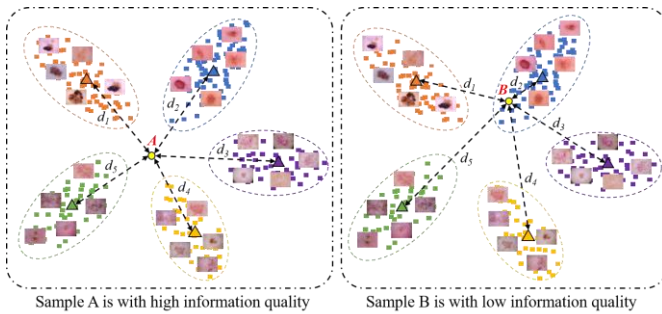 d₁
d₂
A
d₃
d₄
d₅
Sample A is with high information quality
d₁
d₂
B
d₃
d₅
d₄
Sample B is with low information quality